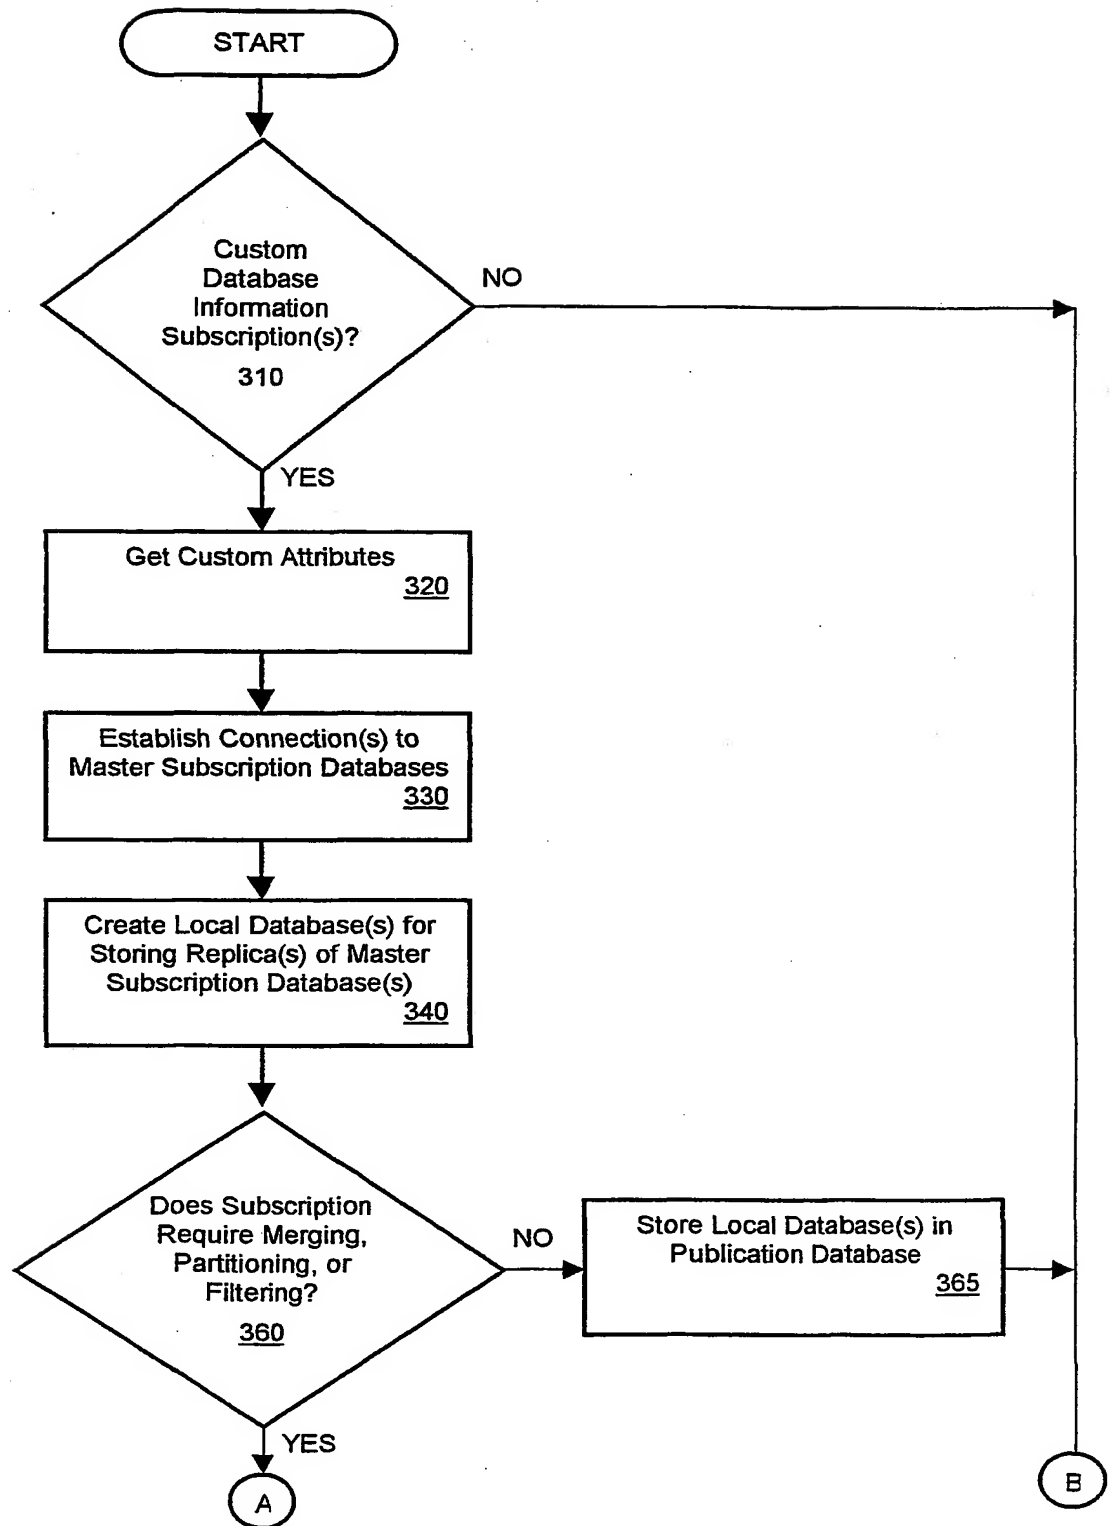 START
Custom
Database
Information
Subscription(s)?
310
NO
YES
Get Custom Attributes
320
Establish Connection(s) to
Master Subscription Databases
330
Create Local Database(s) for
Storing Replica(s) of Master
Subscription Database(s)
340
Does Subscription
Require Merging,
Partitioning, or
Filtering?
360
NO
Store Local Database(s) in
Publication Database
365
YES
A
B